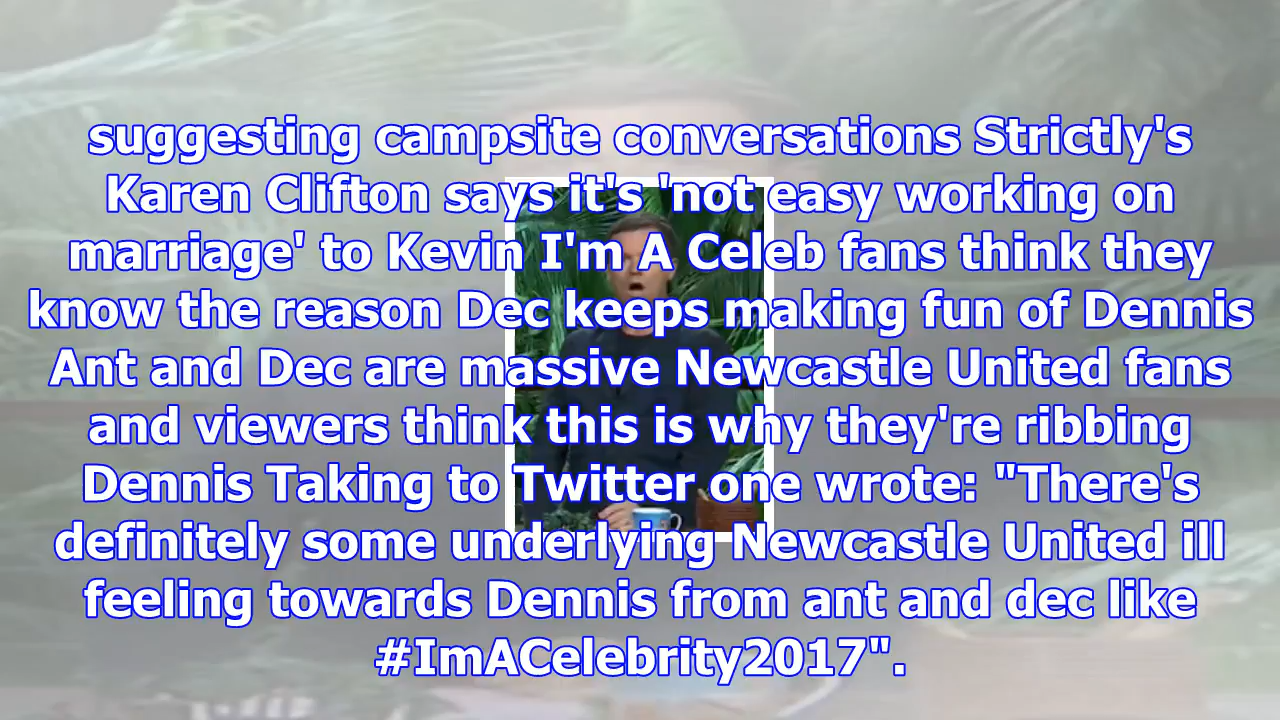 suggesting campsite conversations Strictly's
Karen Clifton says it's 'not easy working on
marriage' to Kevin I'm A Celeb fans think they
know the reason Dec keeps making fun of Dennis
Ant and Dec are massive Newcastle United fans
and viewers think this is why they're ribbing
Dennis Taking to Twitter one wrote: "There's
definitely some underlying Newcastle United ill
feeling towards Dennis from ant and dec like
#ImACelebrity2017".